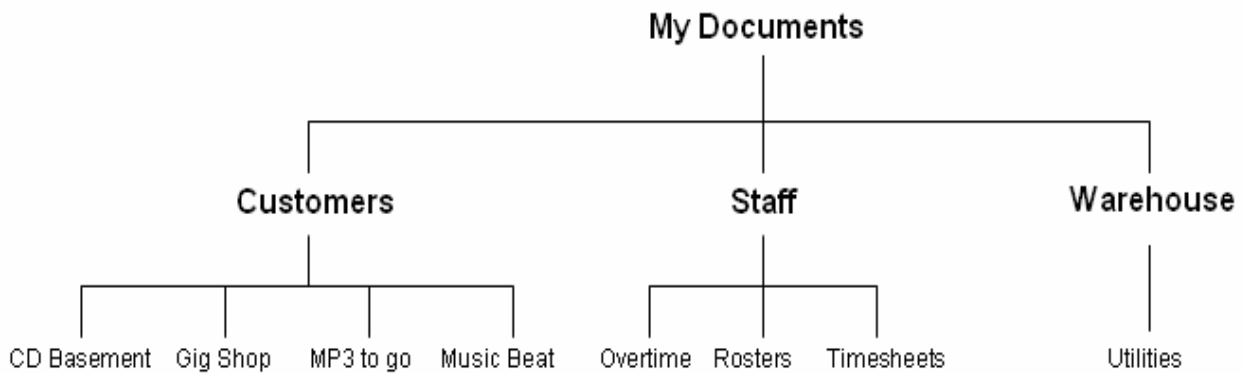 My Documents
Customers Staff Warehouse
CD Basement Gig Shop MP3 to go Music Beat Overtime Rosters Timesheets Utilities